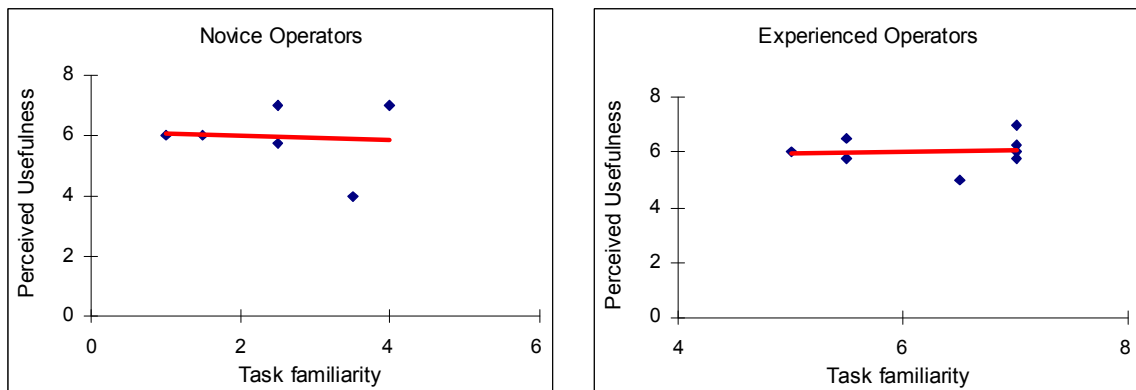 Novice Operators
Perceived Usefulness
8
6
4
2
0
0 2 4 6
Task familiarity
Experienced Operators
Perceived Usefulness
8
6
4
2
0
4 6 8
Task familiarity